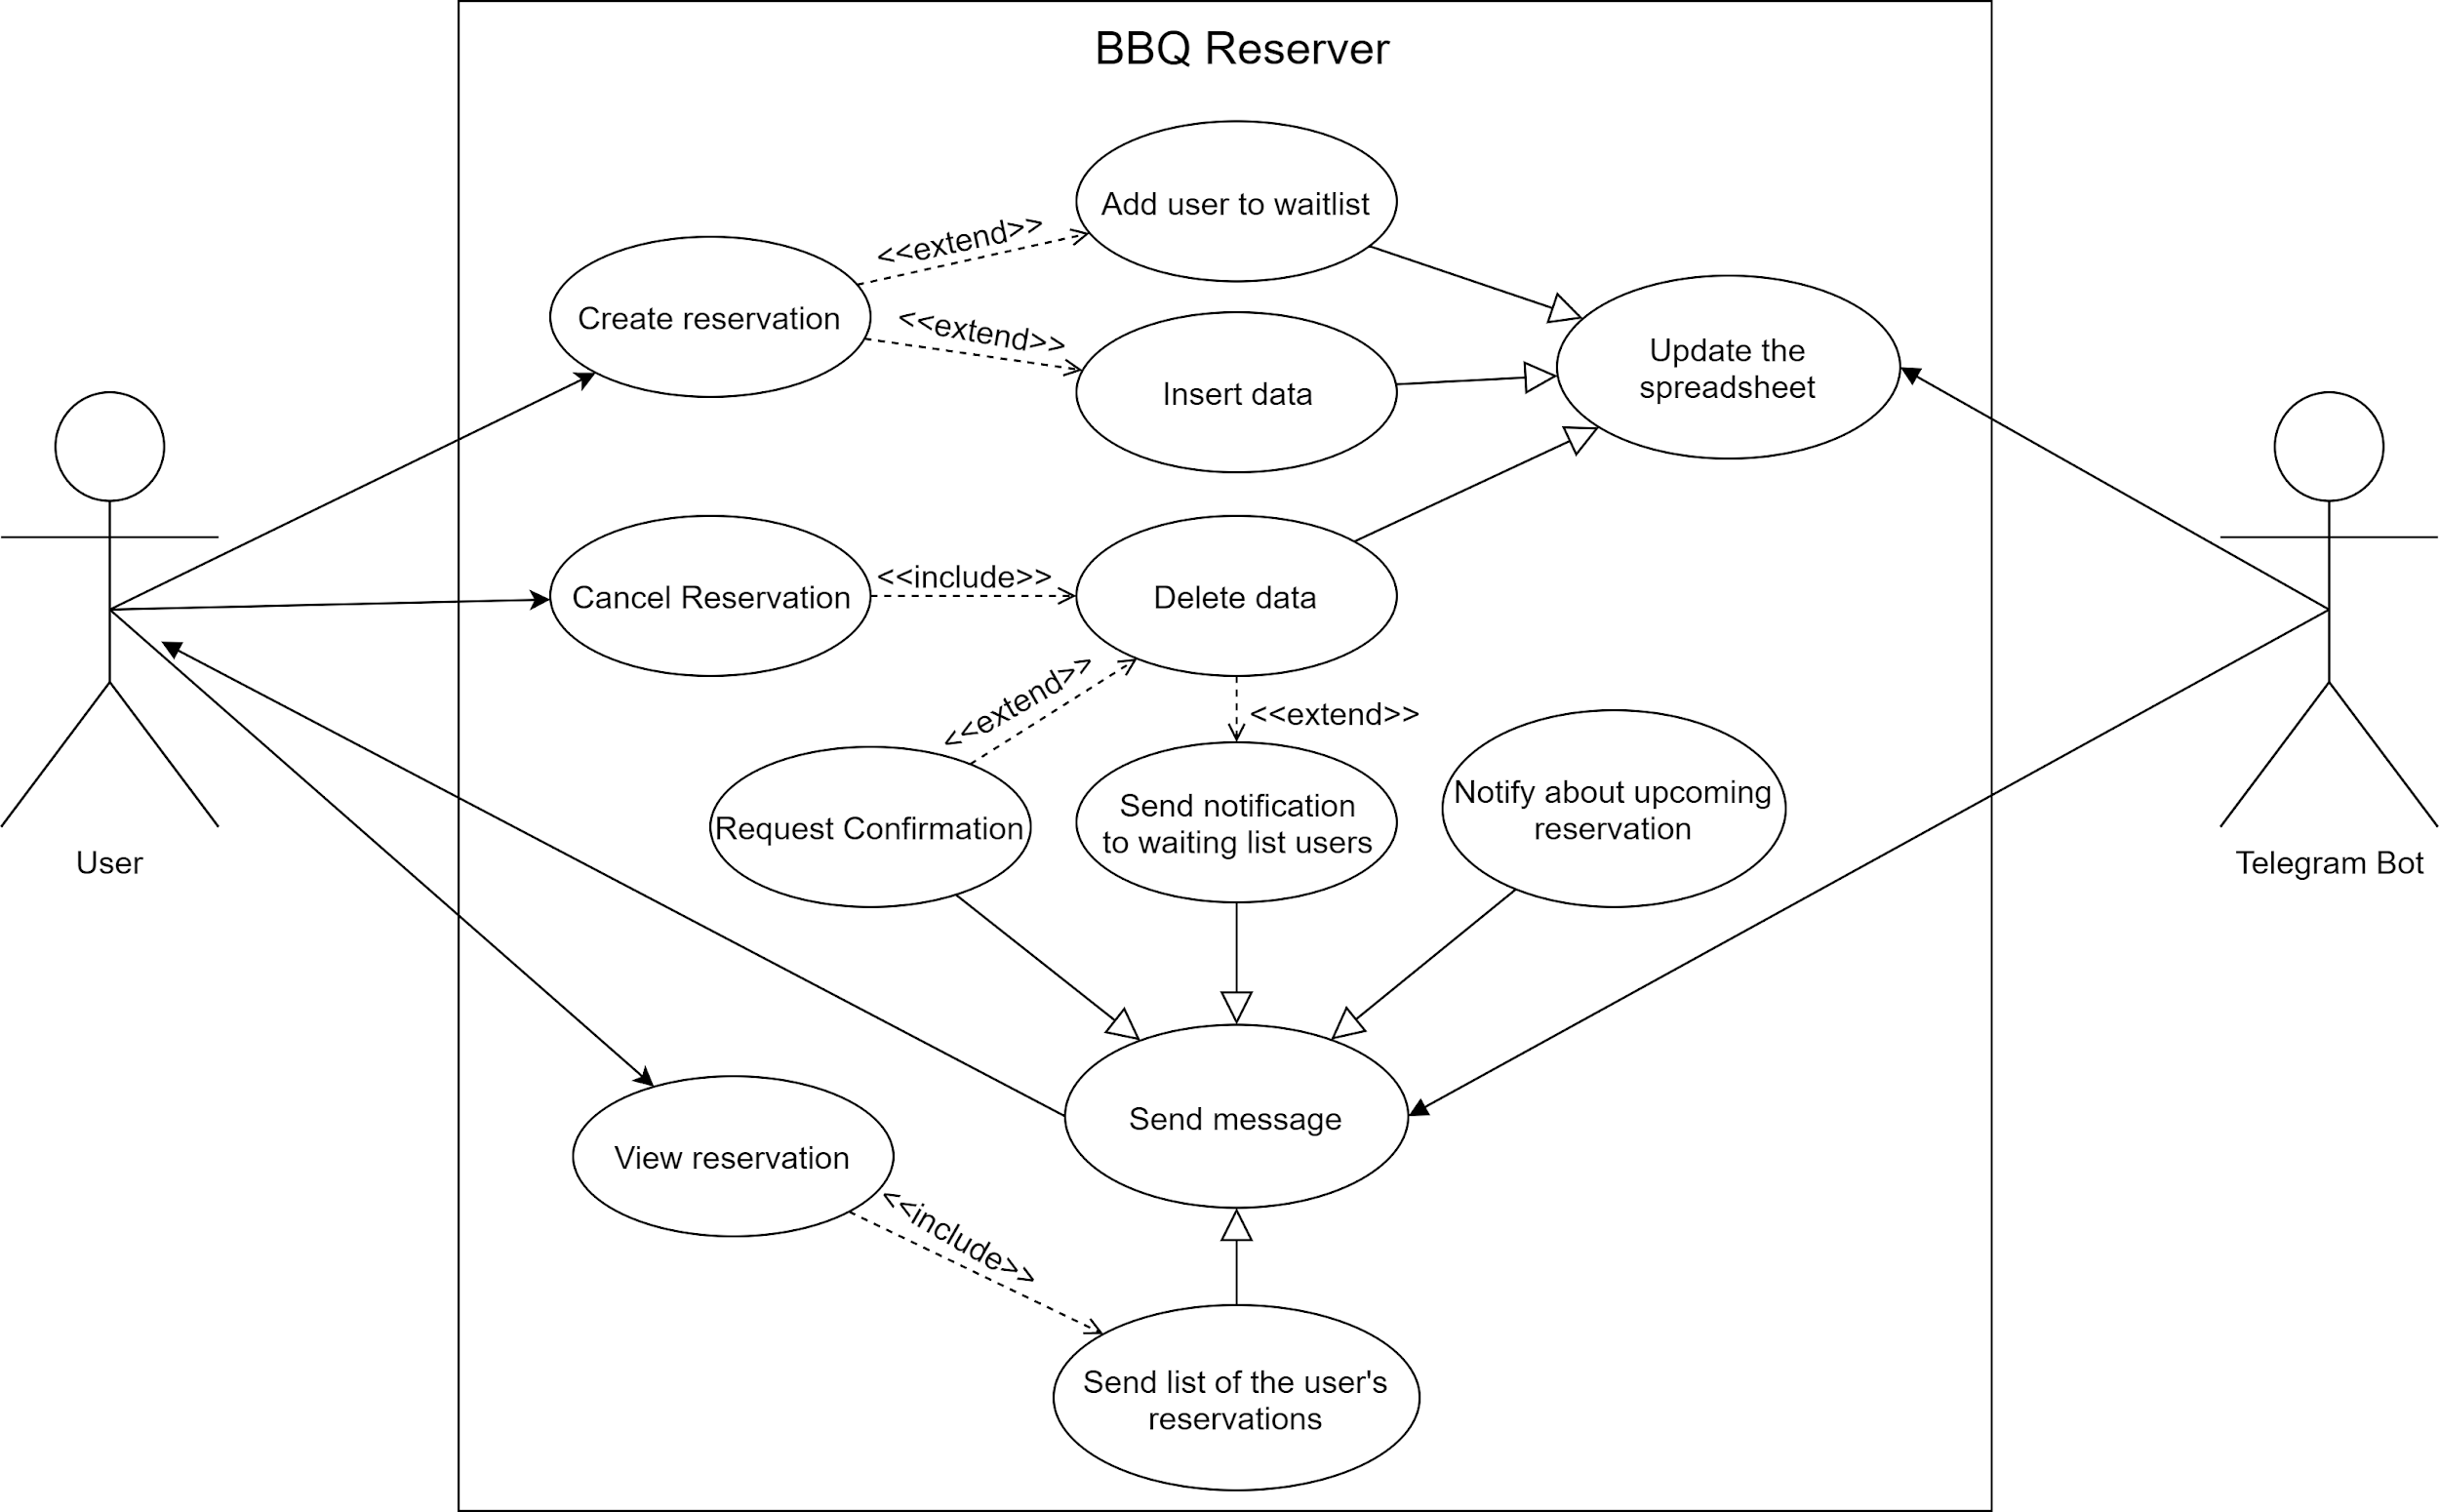 BBQ Reserver
Add user to waitlist
<<extend>>
Create reservation
<<extend>>
Insert data
Update the
spreadsheet
Cancel Reservation
<<include>>
Delete data
<<extend>>
<<extend>>
Request Confirmation
Send notification
to waiting list users
Notify about upcoming
reservation
User
Telegram Bot
Send message
View reservation
<<include>>
Send list of the user's
reservations